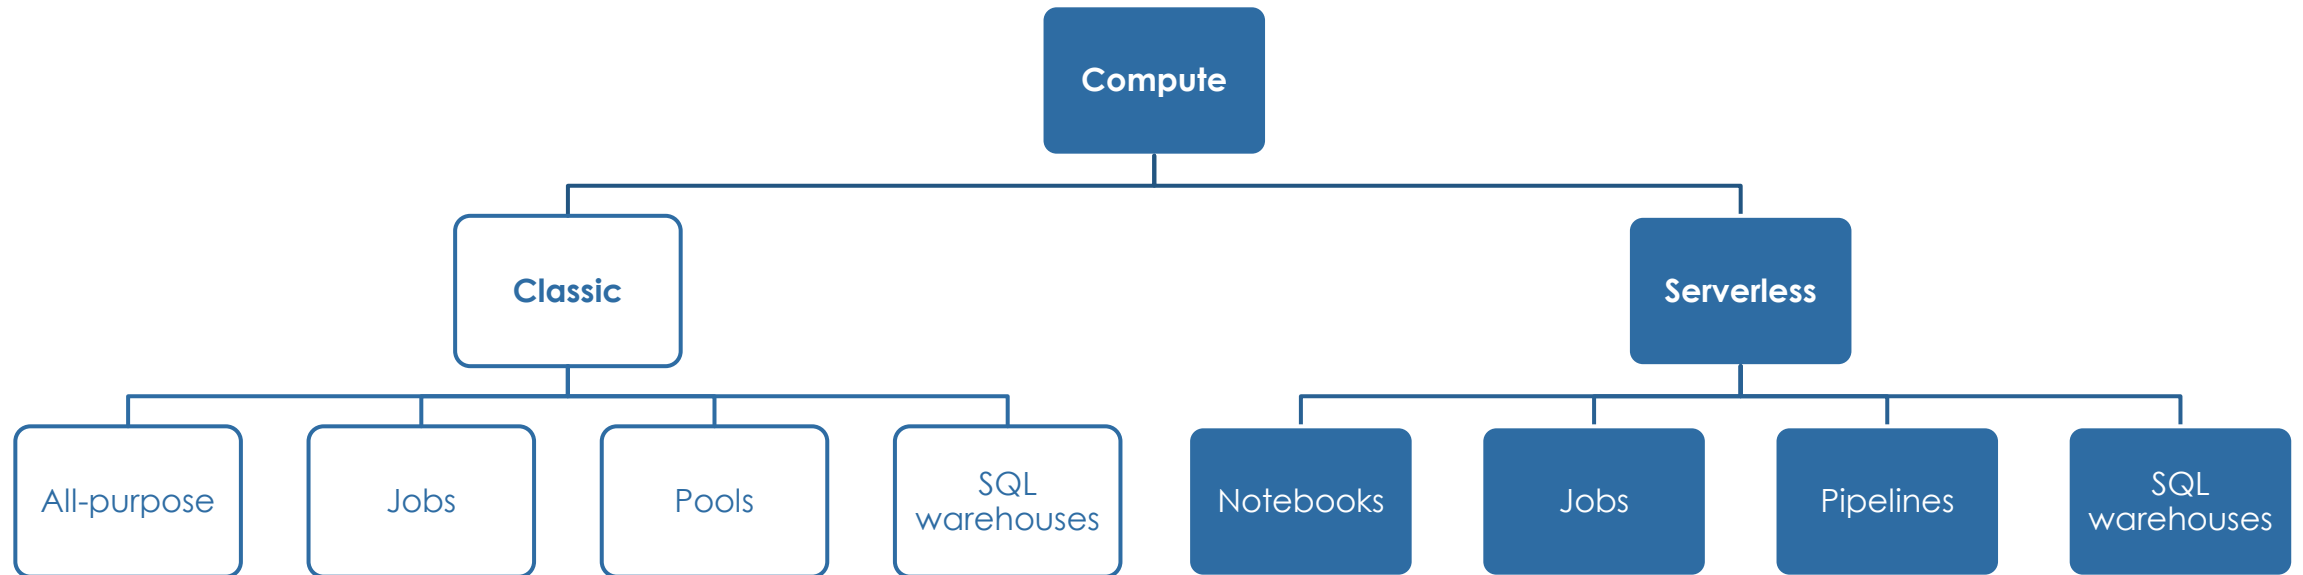 Compute
Classic
Serverless
All-purpose
Jobs
Pools
SQL
warehouses
Notebooks
Jobs
Pipelines
SQL
warehouses